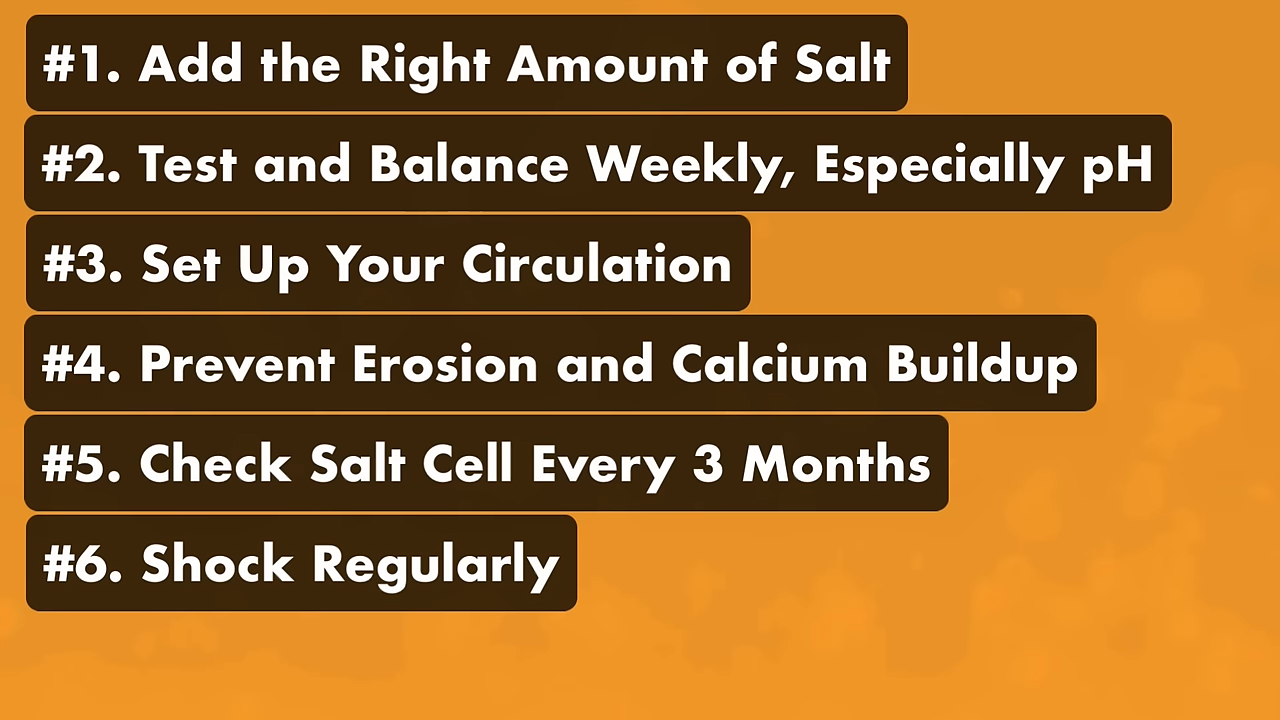 #1. Add the Right Amount of Salt
#2. Test and Balance Weekly, Especially pH
#3. Set Up Your Circulation
#4. Prevent Erosion and Calcium Buildup
#5. Check Salt Cell Every 3 Months
#6. Shock Regularly